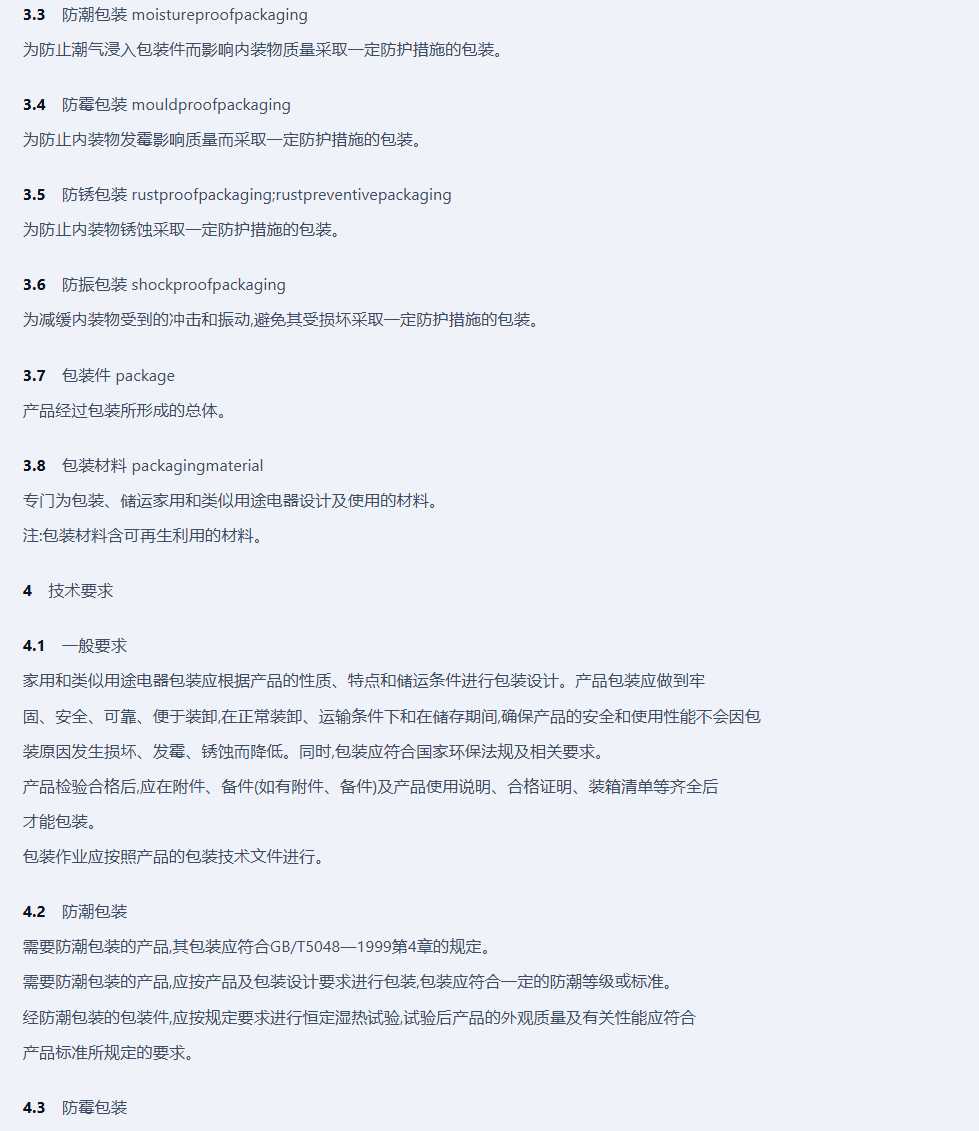 3.3 防潮包装 moistureproofpackaging
为防止潮气浸入包装件而影响内装物质量采取一定防护措施的包装。
3.4 防霉包装 mouldproofpackaging
为防止内装物发霉影响质量而采取一定防护措施的包装。
3.5 防锈包装 rustproofpackaging;rustpreventivepackaging
为防止内装物锈蚀采取一定防护措施的包装。
3.6 防振包装 shockproofpackaging
为减缓内装物受到的冲击和振动,避免其受损坏采取一定防护措施的包装。
3.7 包装件 package
产品经过包装所形成的总体。
3.8 包装材料 packagingmaterial
专门为包装、储运家用和类似用途电器设计及使用的材料。
注:包装材料含可再生利用的材料。
4 技术要求
4.1 一般要求
家用和类似用途电器包装应根据产品的性质、特点和储运条件进行包装设计。产品包装应做到牢
固、安全、可靠、便于装卸,在正常装卸、运输条件下和在储存期间,确保产品的安全和使用性能不会因包
装原因发生损坏、发霉、锈蚀而降低。同时,包装应符合国家环保法规及相关要求。
产品检验合格后,应在附件、备件(如有附件、备件)及产品使用说明、合格证明、装箱清单等齐全后
才能包装。
包装作业应按照产品的包装技术文件进行。
4.2 防潮包装
需要防潮包装的产品,其包装应符合GB/T5048—1999第4章的规定。
需要防潮包装的产品,应按产品及包装设计要求进行包装,包装应符合一定的防潮等级或标准。
经防潮包装的包装件,应按规定要求进行恒定湿热试验,试验后产品的外观质量及有关性能应符合
产品标准所规定的要求。
4.3 防霉包装